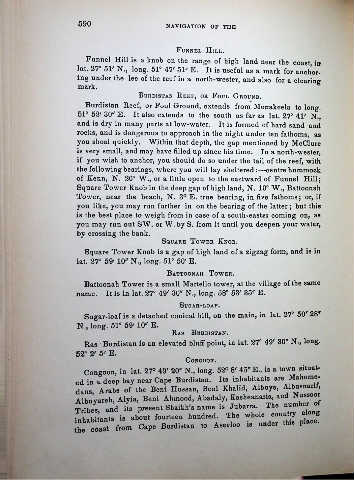 590
NAVIGATION OF THE
FUNNEL HILL.
Funnel Hill is a knob on the range of high land near the coast, in
lat. 27° 51′ N., long. 51° 47′ 51″ E. It is useful as a mark for anchor-
ing under the lee of the reef in a north-wester, and also for a clearing
mark.
BURDISTAN REEF, OR FOUL GROUND.
Burdistan Reef, or Foul Ground, extends from Monakeela to long.
51° 52′ 30″ E. It also extends to the south as far as lat. 27° 41′ N.,
and is dry in many parts at low-water. It is formed of hard sand and
rocks, and is dangerous to approach in the night under ten fathoms, as
you shoal quickly. Within that depth, the gap mentioned by McClure
is very small, and may have filled up since his time. In a north-wester,
if you wish to anchor, you should do so under the tail of the reef, with
the following bearings, where you will lay sheltered:—centre hummock
of Kenn, N. 20° W., or a little open to the eastward of Funnel Hill;
Square Tower Knob in the deep gap of high land, N. 10° W., Battoonah
Tower, near the beach, N. 3° E. true bearing, in five fathoms; or, if
you like, you may run further in on the bearing of the latter; but this
is the best place to weigh from in case of a south-easter coming on, as
you may run out SW. or W. by S. from it until you deepen your water,
by crossing the bank.
SQUARE TOWER KNOB.
Square Tower Knob is a gap of high land of a zigzag form, and is in
lat. 27° 59′ 10″ N., long. 51° 50′ E.
BATTOONAH TOWER.
Battoonah Tower is a small Martello tower, at the village of the same
name. It is in lat. 27° 49′ 30″ N., long. 58° 53′ 25″ E.
SUGAR-LOAF.
Sugar-loaf is a detached conical hill, on the main, in lat. 27° 50′ 28″
N., long. 51° 59′ 10″ E.
RAS BURDISTAN.
Ras Burdistan is an elevated bluff point, in lat. 27° 49′ 30″ N., long.
52° 2′ 5″ E.
CONGOON.
Congoon, in lat. 27° 43′ 20″ N., long. 52° 8′ 45″ E., is a town situat-
ed in a deep bay near Cape Burdistan. Its inhabitants are Mahome-
dans, Arabs of the Beni Hussan, Beni Khalid, Alboye,
Alboyareh, Alyia, Beni Ahmood, Abadaly, and Nussoor
Tribes, and its present Shaikh's name is Jubarra. The number of
inhabitants is about fourteen hundred. The whole country along
the coast from Cape Burdistan to Aseeloo is under this place.